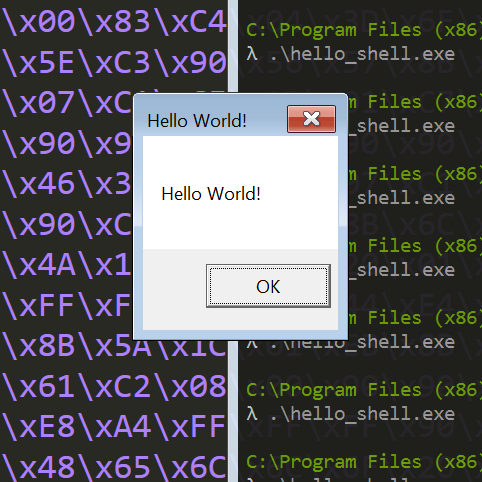 \x00\x83\xC4
\x5E\xC3\x90
\x07\xC
\x90\x9
\x46\x3
\x90\xC
\x4A\x1
\xFF\xF
\x8B\x5A\x1C
\x61\xC2\x08
\xE8\xA4\xFF
\x48\x65\x6C
Hello World!
Hello World!
OK
C:\Program Files (x86)
λ .\hello_shell.exe
Program Files (x86)
hello_shell.exe
Program Files (x86)
hello_shell.exe
Program Files (x86)
hello_shell.exe
Program Files (x86)
λ .\hello_shell.exe
C:\Program Files (x86)
λ .\hello_shell.exe
C:\Program Files (x86)
λ .\hello_shell.exe